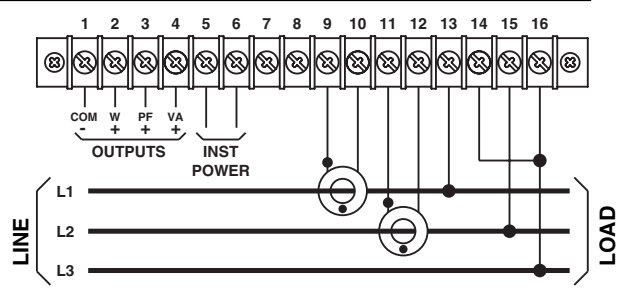 1 2 3 4 5 6 7 8 9 10 11 12 13 14 15 16
COM W PF VA
- + + +
OUTPUTS
INST
POWER
L1
L2
L3
LINE
LOAD